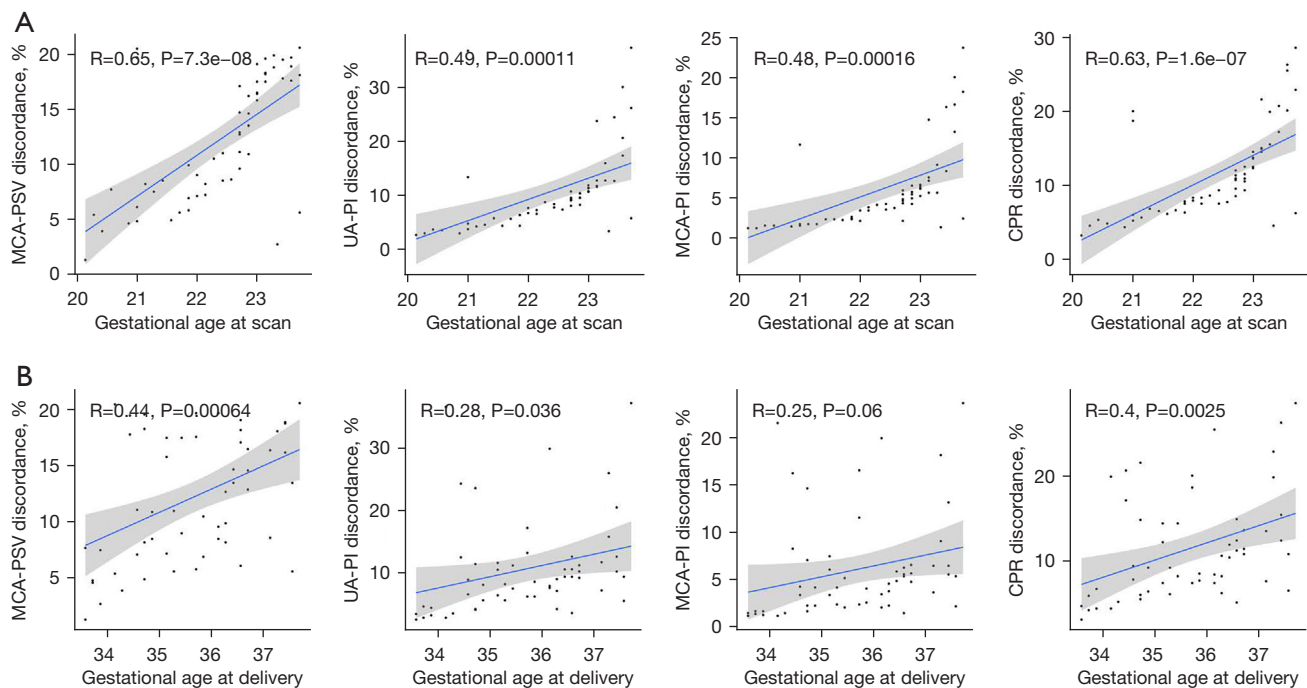 A
R=0.65, P=7.3e−08
MCA-PSV discordance, %
20
15
10
5
0
20 21 22 23
Gestational age at scan
R=0.49, P=0.00011
UA-PI discordance, %
30
20
10
0
20 21 22 23
Gestational age at scan
R=0.48, P=0.00016
MCA-PI discordance, %
25
20
15
10
5
0
20 21 22 23
Gestational age at scan
R=0.63, P=1.6e−07
CPR discordance, %
30
20
10
0
20 21 22 23
Gestational age at scan
B
R=0.44, P=0.00064
MCA-PSV discordance, %
20
15
10
5
34 35 36 37
Gestational age at delivery
R=0.28, P=0.036
UA-PI discordance, %
30
20
10
34 35 36 37
Gestational age at delivery
R=0.25, P=0.06
MCA-PI discordance, %
20
15
10
5
0
34 35 36 37
Gestational age at delivery
R=0.4, P=0.0025
CPR discordance, %
20
10
34 35 36 37
Gestational age at delivery